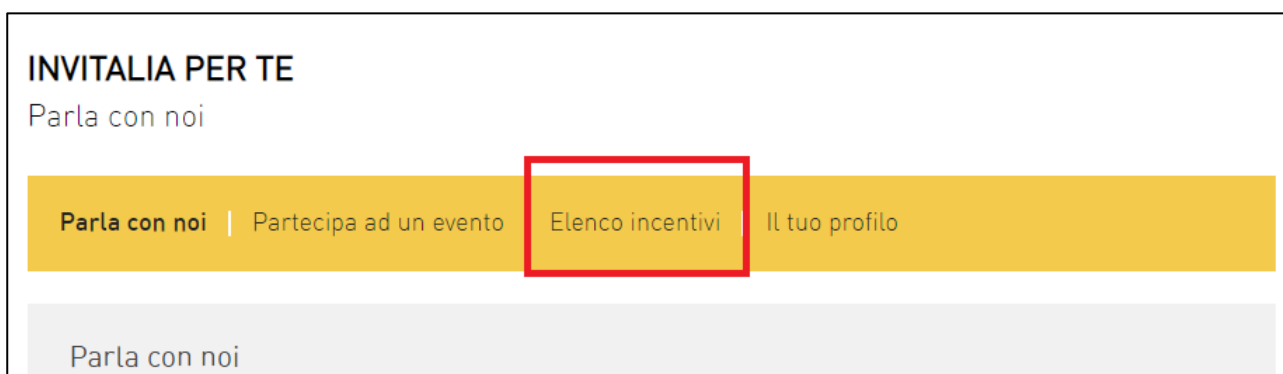 INVITALIA PER TE
Parla con noi
Parla con noi | Partecipa ad un evento Elenco incentivi | Il tuo profilo
Parla con noi